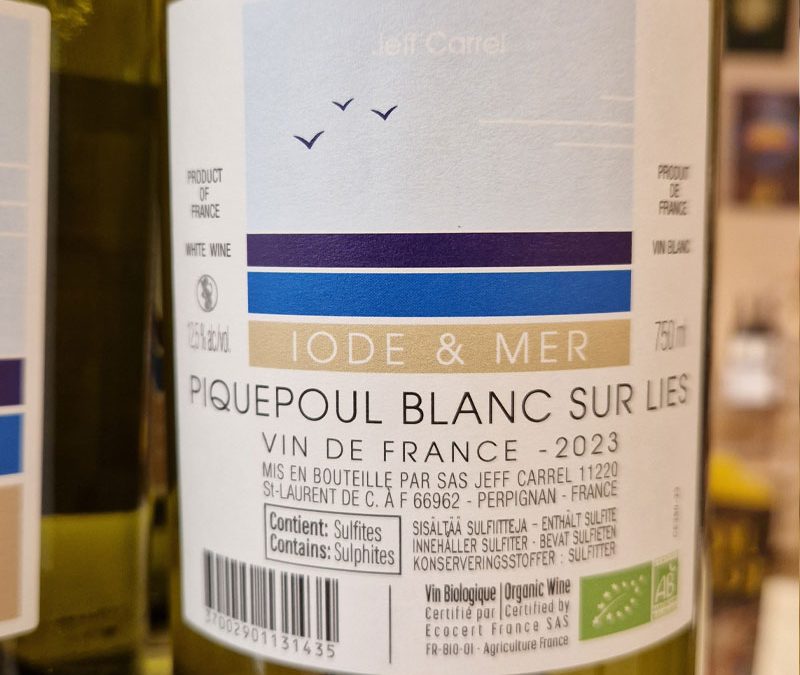 Jeff Carrel
PRODUCT
OF
FRANCE
WHITE WINE
12,5% alc/vol.
PRODUIT
DE
FRANCE
VIN BLANC
750 ml
IODE & MER
PIQUEPOUL BLANC SUR LIES
VIN DE FRANCE - 2023
MIS EN BOUTEILLE PAR SAS JEFF CARREL 11220
St-LAURENT DE C. À F 66962 - PERPIGNAN - FRANCE
Contient: Sulfites
Contains: Sulphites
SISÄLTÄÄ SULFIITTEJA – ENTHÄLT SULFITE
INNEHÅLLER SULFITER · BEVAT SULFIETEN
KONSERVERINGSSTOFFER : SULFITTER
3700290113143​5
Vin Biologique | Organic Wine
Certifié par | Certified by
Ecocert France SAS
FR-BIO-01 · Agriculture France
AB